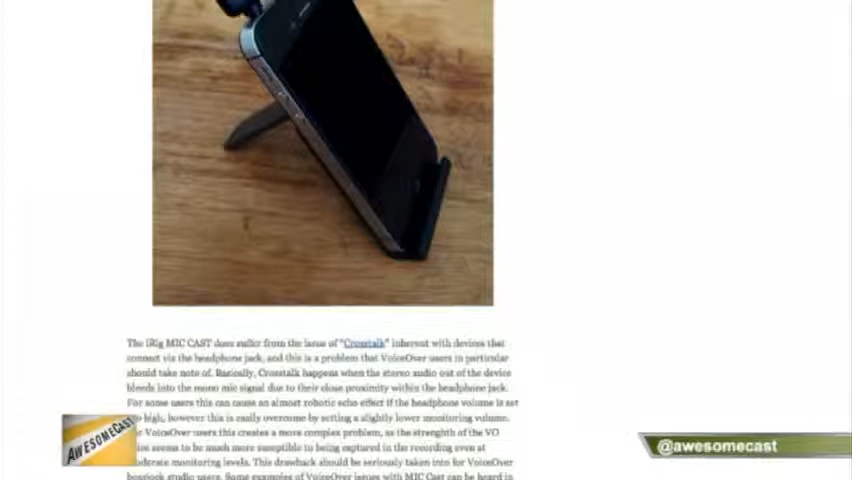 The iRig MIC CAST does suffer from the issue of "Crosstalk" inherent with devices that
connect via the headphone jack, and this is a problem that VoiceOver users in particular
should take note of. Basically, Crosstalk happens when the stereo audio out of the device
bleeds into the mono mic signal due to their close proximity within the headphone jack.
For some users this can cause an almost robotic echo effect if the headphone volume is set
high, however this is easily overcome by setting a slightly lower monitoring volume.
VoiceOver users this creates a more complex problem, as the strenghth of the VO
seems to be much more suseptible to being captured in the recording even at
moderate monitoring levels. This drawback should be seriously taken into for VoiceOver
users. Some examples of VoiceOver issues with MIC Cast can be heard in
AWESOMECAST
@awesomecast